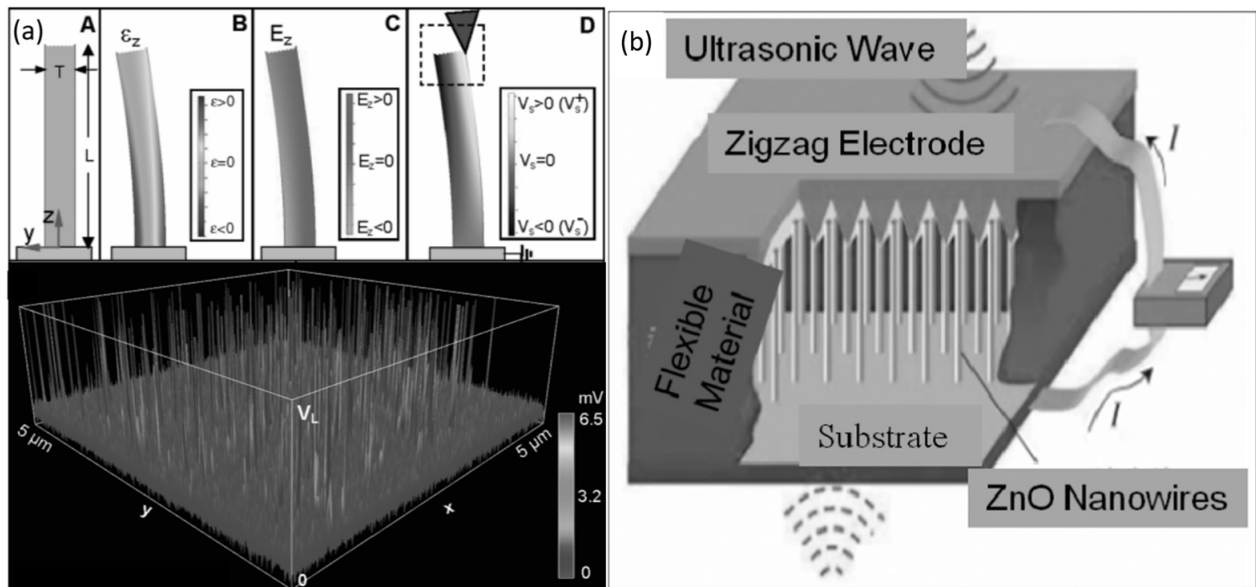 (a)
A
T
L
z
y
B
εz
ε>0
ε=0
ε<0
C
Ez
Ez>0
Ez=0
Ez<0
D
Vs>0 (Vs+)
Vs=0
Vs<0 (Vs-)
VL
5 μm
5 μm
y
x
0
mV
6.5
3.2
0
(b)
Ultrasonic Wave
Zigzag Electrode
I
Flexible
Material
Substrate
I
ZnO Nanowires